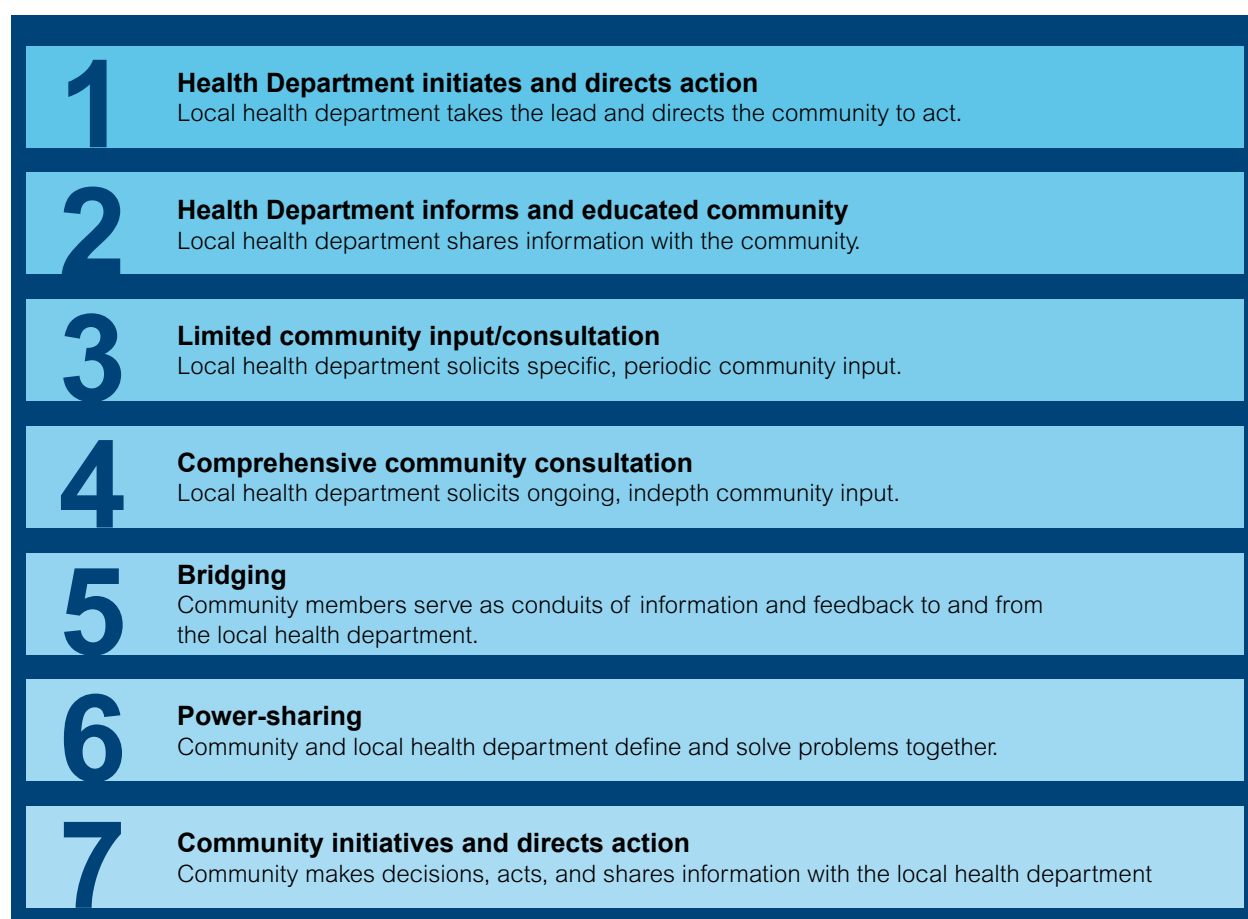 1
Health Department initiates and directs action
Local health department takes the lead and directs the community to act.
2
Health Department informs and educated community
Local health department shares information with the community.
3
Limited community input/consultation
Local health department solicits specific, periodic community input.
4
Comprehensive community consultation
Local health department solicits ongoing, indepth community input.
5
Bridging
Community members serve as conduits of information and feedback to and from
the local health department.
6
Power-sharing
Community and local health department define and solve problems together.
7
Community initiatives and directs action
Community makes decisions, acts, and shares information with the local health department